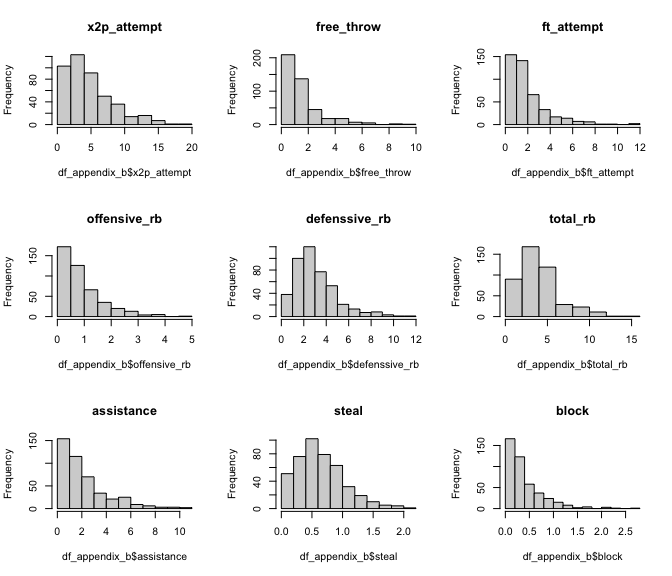 x2p_attempt
Frequency
0 40 80
0 5 10 15 20
df_appendix_b$x2p_attempt
free_throw
Frequency
0 50 100 200
0 2 4 6 8 10
df_appendix_b$free_throw
ft_attempt
Frequency
0 50 150
0 2 4 6 8 10 12
df_appendix_b$ft_attempt
offensive_rb
Frequency
0 50 150
0 1 2 3 4 5
df_appendix_b$offensive_rb
defenssive_rb
Frequency
0 40 80
0 2 4 6 8 10 12
df_appendix_b$defenssive_rb
total_rb
Frequency
0 50 150
0 5 10 15
df_appendix_b$total_rb
assistance
Frequency
0 50 150
0 2 4 6 8 10
df_appendix_b$assistance
steal
Frequency
0 40 80
0.0 0.5 1.0 1.5 2.0
df_appendix_b$steal
block
Frequency
0 50 150
0.0 0.5 1.0 1.5 2.0 2.5
df_appendix_b$block